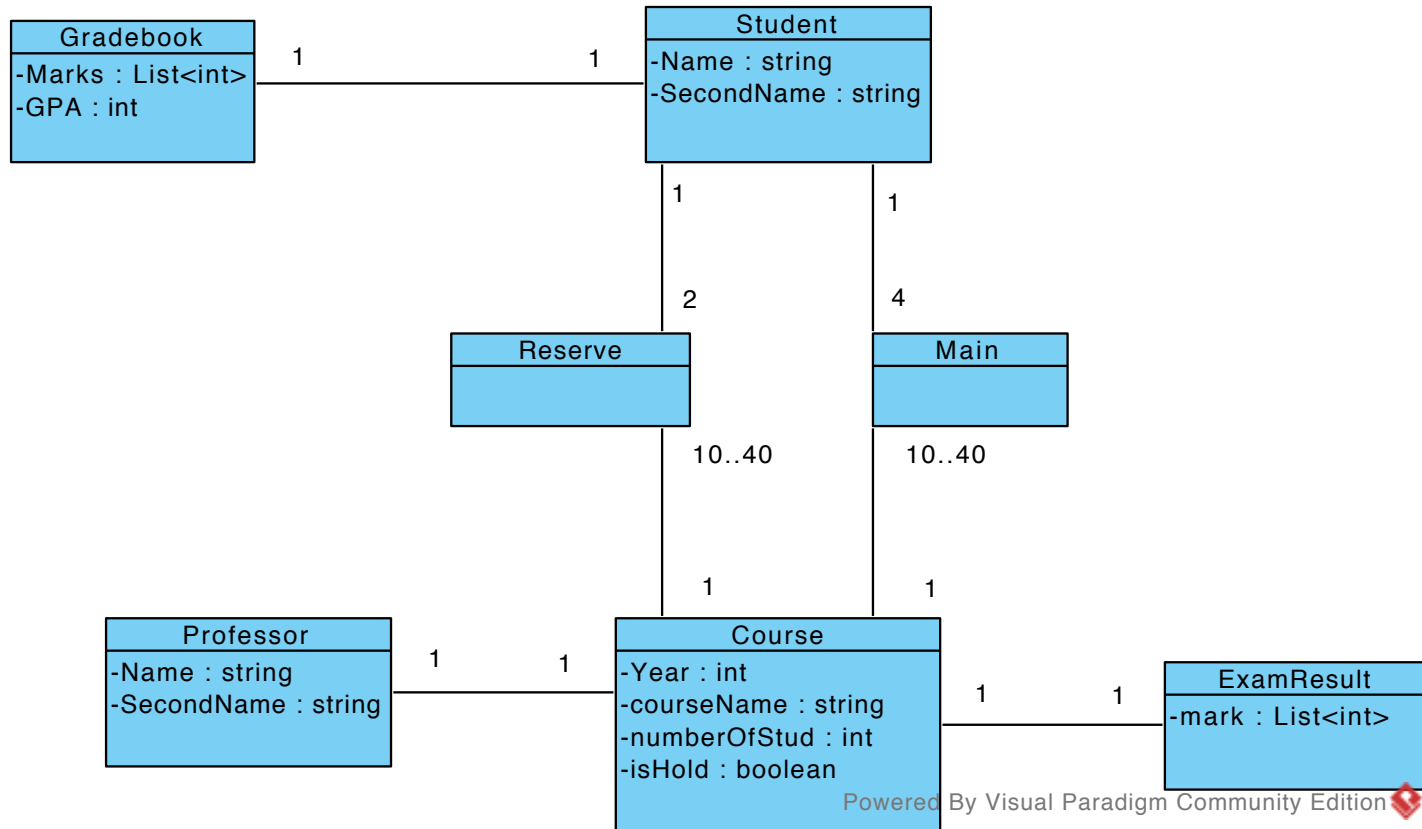 Gradebook
-Marks : List<int>
-GPA : int
1
1
Student
-Name : string
-SecondName : string
1
1
2
4
Reserve
Main
10..40
10..40
1
1
Professor
-Name : string
-SecondName : string
1
1
Course
-Year : int
-courseName : string
-numberOfStud : int
-isHold : boolean
1
1
ExamResult
-mark : List<int>
Powered By Visual Paradigm Community Edition